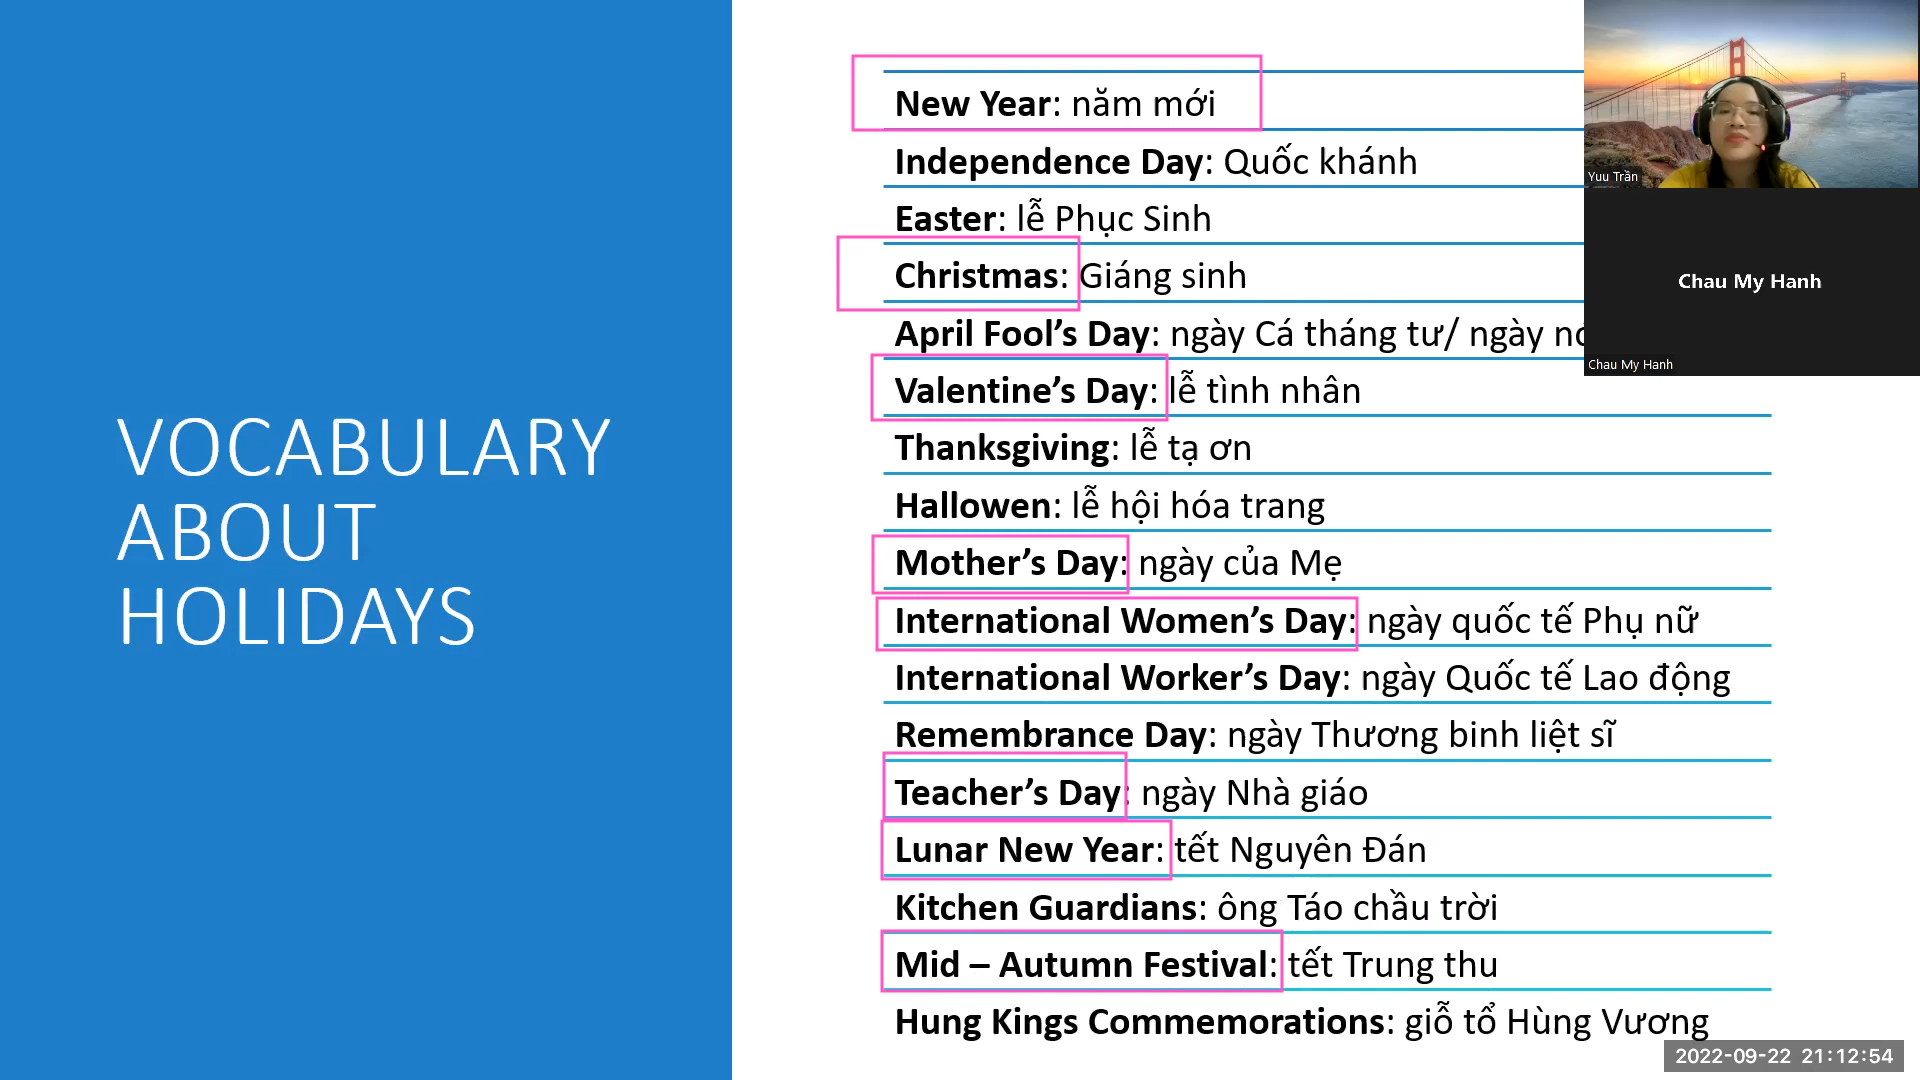 VOCABULARY
ABOUT
HOLIDAYS
New Year: năm mới
Independence Day: Quốc khánh
Easter: lễ Phục Sinh
Christmas: Giáng sinh
April Fool’s Day: ngày Cá tháng tư/ ngày
Valentine’s Day: lễ tình nhân
Thanksgiving: lễ tạ ơn
Hallowen: lễ hội hóa trang
Mother’s Day: ngày của Mẹ
International Women’s Day: ngày quốc tế Phụ nữ
International Worker’s Day: ngày Quốc tế Lao động
Remembrance Day: ngày Thương binh liệt sĩ
Teacher’s Day: ngày Nhà giáo
Lunar New Year: tết Nguyên Đán
Kitchen Guardians: ông Táo chầu trời
Mid – Autumn Festival: tết Trung thu
Hung Kings Commemorations: giỗ tổ Hùng Vương
Yuu Trần
Chau My Hanh
Chau My Hanh
2022-09-22 21:12:54